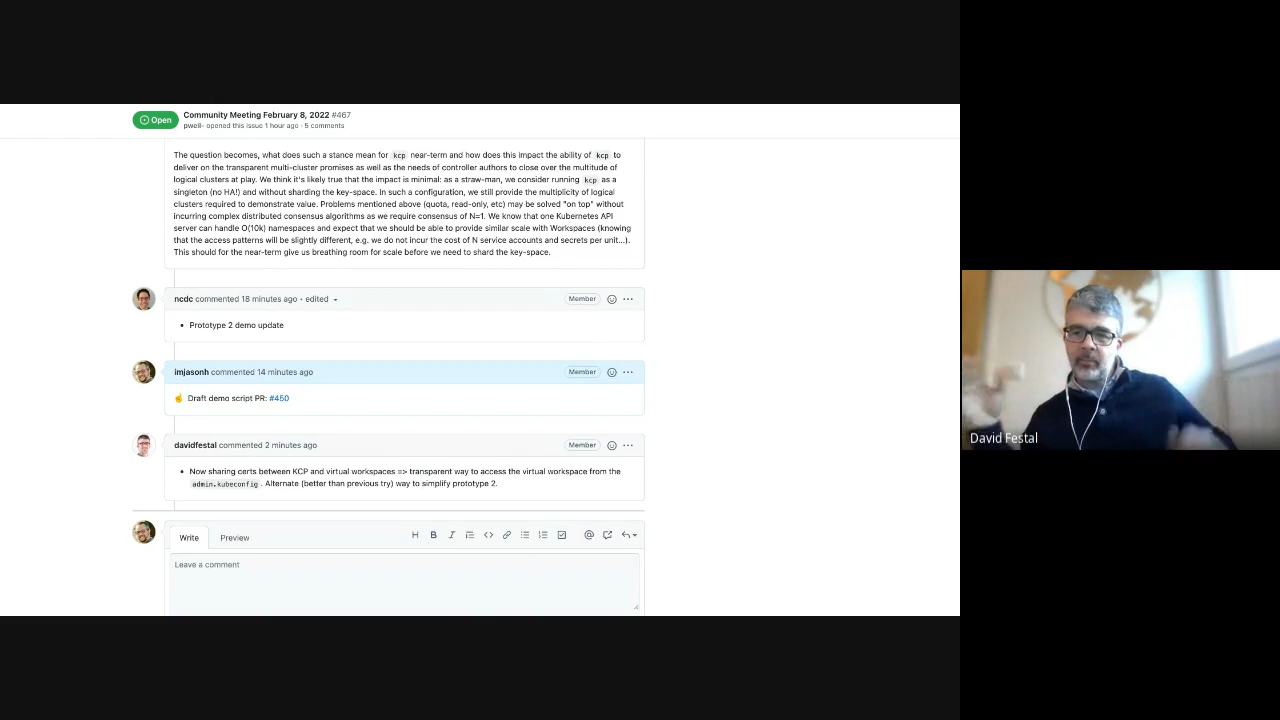 Open
Community Meeting February 8, 2022 #467
pweil- opened this issue 1 hour ago · 5 comments
The question becomes, what does such a stance mean for kcp near-term and how does this impact the ability of kcp to
deliver on the transparent multi-cluster promises as well as the needs of controller authors to close over the multitude of
logical clusters at play. We think it's likely true that the impact is minimal: as a straw-man, we consider running kcp as a
singleton (no HA!) and without sharding the key-space. In such a configuration, we still provide the multiplicity of logical
clusters required to demonstrate value. Problems mentioned above (quota, read-only, etc) may be solved "on top" without
incurring complex distributed consensus algorithms as we require consensus of N=1. We know that one Kubernetes API
server can handle O(10k) namespaces and expect that we should be able to provide similar scale with Workspaces (knowing
that the access patterns will be slightly different, e.g. we do not incur the cost of N service accounts and secrets per unit...).
This should for the near-term give us breathing room for scale before we need to shard the key-space.
ncdc commented 18 minutes ago • edited
Member
• Prototype 2 demo update
imjasonh commented 14 minutes ago
Member
☝ Draft demo script PR: #450
davidfestal commented 2 minutes ago
Member
• Now sharing certs between KCP and virtual workspaces => transparent way to access the virtual workspace from the
admin.kubeconfig . Alternate (better than previous try) way to simplify prototype 2.
Write
Preview
Leave a comment
David Festal